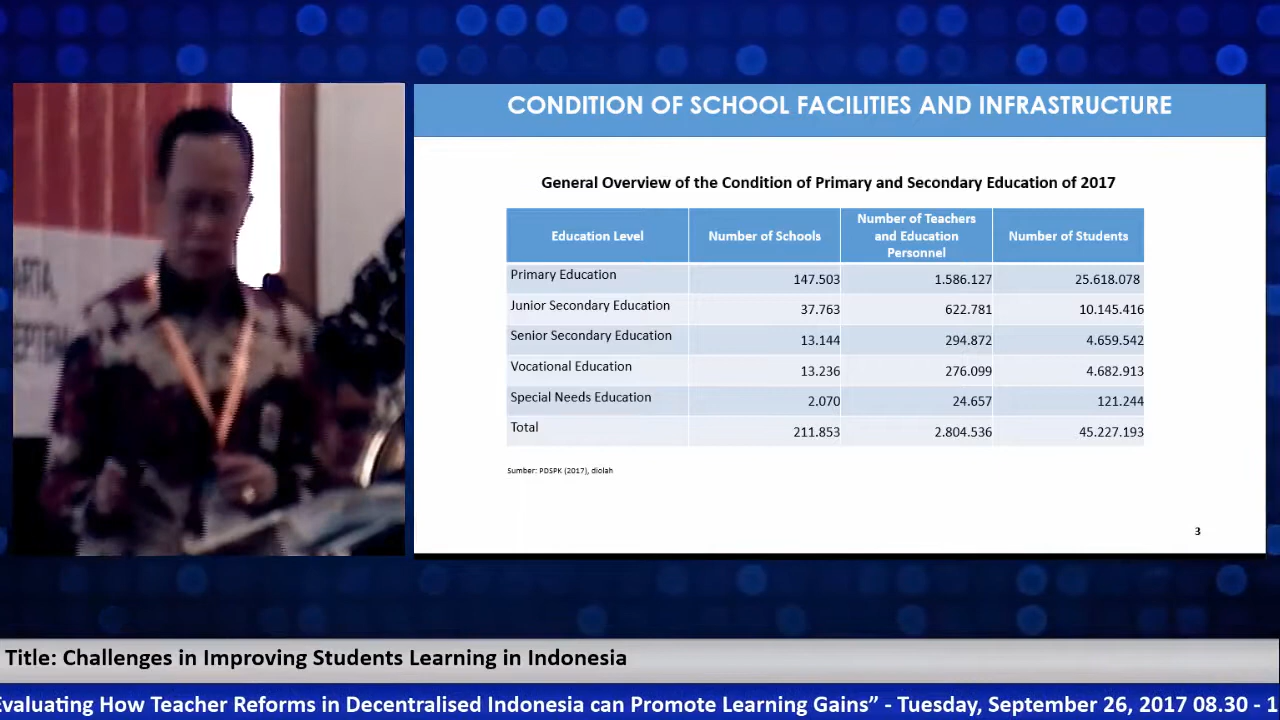 ARTA,
EPTEM
CONDITION OF SCHOOL FACILITIES AND INFRASTRUCTURE
General Overview of the Condition of Primary and Secondary Education of 2017
Education Level Number of Schools Number of Teachers and Education Personnel Number of Students
Primary Education 147.503 1.586.127 25.618.078
Junior Secondary Education 37.763 622.781 10.145.416
Senior Secondary Education 13.144 294.872 4.659.542
Vocational Education 13.236 276.099 4.682.913
Special Needs Education 2.070 24.657 121.244
Total 211.853 2.804.536 45.227.193
Sumber: PDSPK (2017), diolah
3
Title: Challenges in Improving Students Learning in Indonesia
Evaluating How Teacher Reforms in Decentralised Indonesia can Promote Learning Gains” - Tuesday, September 26, 2017 08.30 - 1